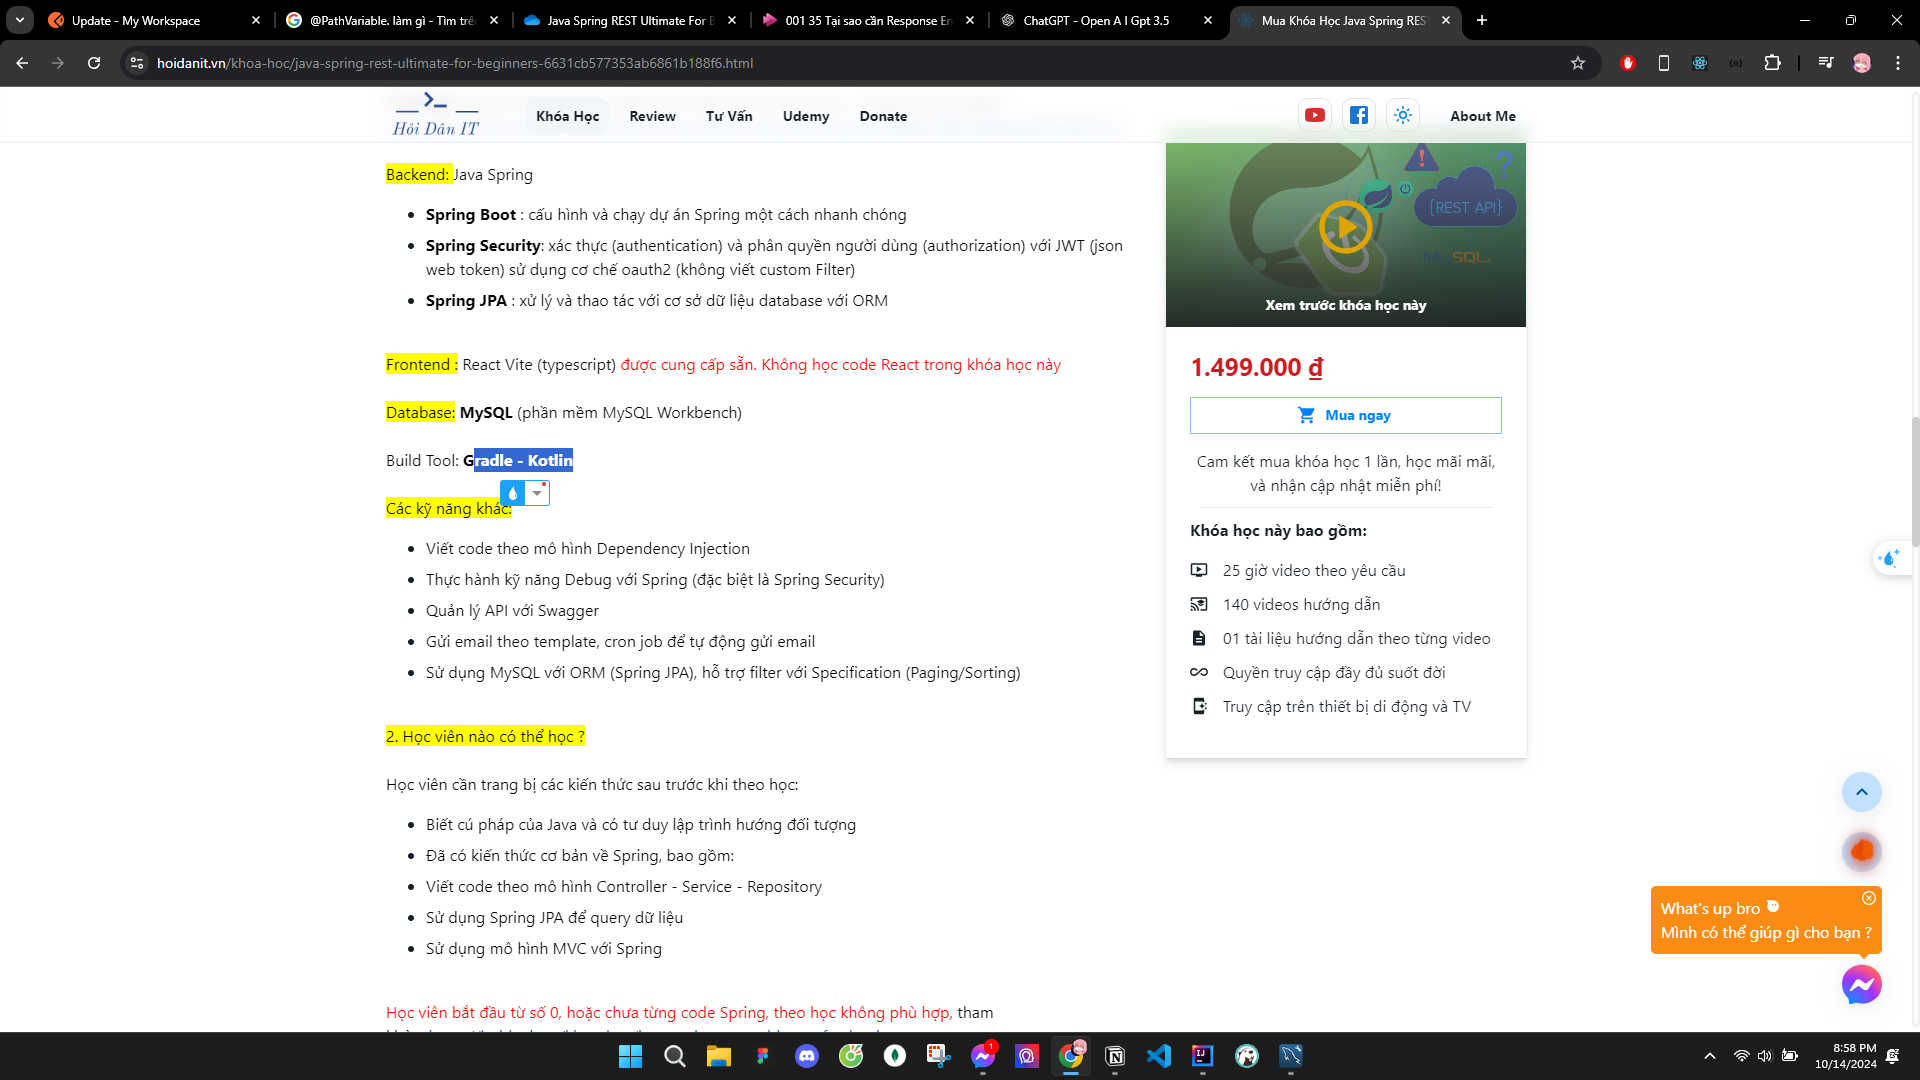 Update - My Workspace
@PathVariable. làm gì - Tìm trên
Java Spring REST Ultimate For B
001 35 Tại sao cần Response En
ChatGPT - Open A I Gpt 3.5
Mua Khóa Học Java Spring RES
hoidanit.vn/khoa-hoc/java-spring-rest-ultimate-for-beginners-6631cb577353ab6861b188f6.html
Hỏi Dân IT
Khóa Học
Review
Tư Vấn
Udemy
Donate
About Me
Backend: Java Spring
Spring Boot : cấu hình và chạy dự án Spring một cách nhanh chóng
Spring Security: xác thực (authentication) và phân quyền người dùng (authorization) với JWT (json
web token) sử dụng cơ chế oauth2 (không viết custom Filter)
Spring JPA : xử lý và thao tác với cơ sở dữ liệu database với ORM
Frontend : React Vite (typescript) được cung cấp sẵn. Không học code React trong khóa học này
Database: MySQL (phần mềm MySQL Workbench)
Build Tool: Gradle - Kotlin
Các kỹ năng khác:
Viết code theo mô hình Dependency Injection
Thực hành kỹ năng Debug với Spring (đặc biệt là Spring Security)
Quản lý API với Swagger
Gửi email theo template, cron job để tự động gửi email
Sử dụng MySQL với ORM (Spring JPA), hỗ trợ filter với Specification (Paging/Sorting)
2. Học viên nào có thể học ?
Học viên cần trang bị các kiến thức sau trước khi theo học:
Biết cú pháp của Java và có tư duy lập trình hướng đối tượng
Đã có kiến thức cơ bản về Spring, bao gồm:
Viết code theo mô hình Controller - Service - Repository
Sử dụng Spring JPA để query dữ liệu
Sử dụng mô hình MVC với Spring
Học viên bắt đầu từ số 0, hoặc chưa từng code Spring, theo học không phù hợp, tham
{REST API}
MySQL
Xem trước khóa học này
1.499.000 ₫
Mua ngay
Cam kết mua khóa học 1 lần, học mãi mãi,
và nhận cập nhật miễn phí!
Khóa học này bao gồm:
25 giờ video theo yêu cầu
140 videos hướng dẫn
01 tài liệu hướng dẫn theo từng video
Quyền truy cập đầy đủ suốt đời
Truy cập trên thiết bị di động và TV
What's up bro
Mình có thể giúp gì cho bạn ?
1
8:58 PM
10/14/2024